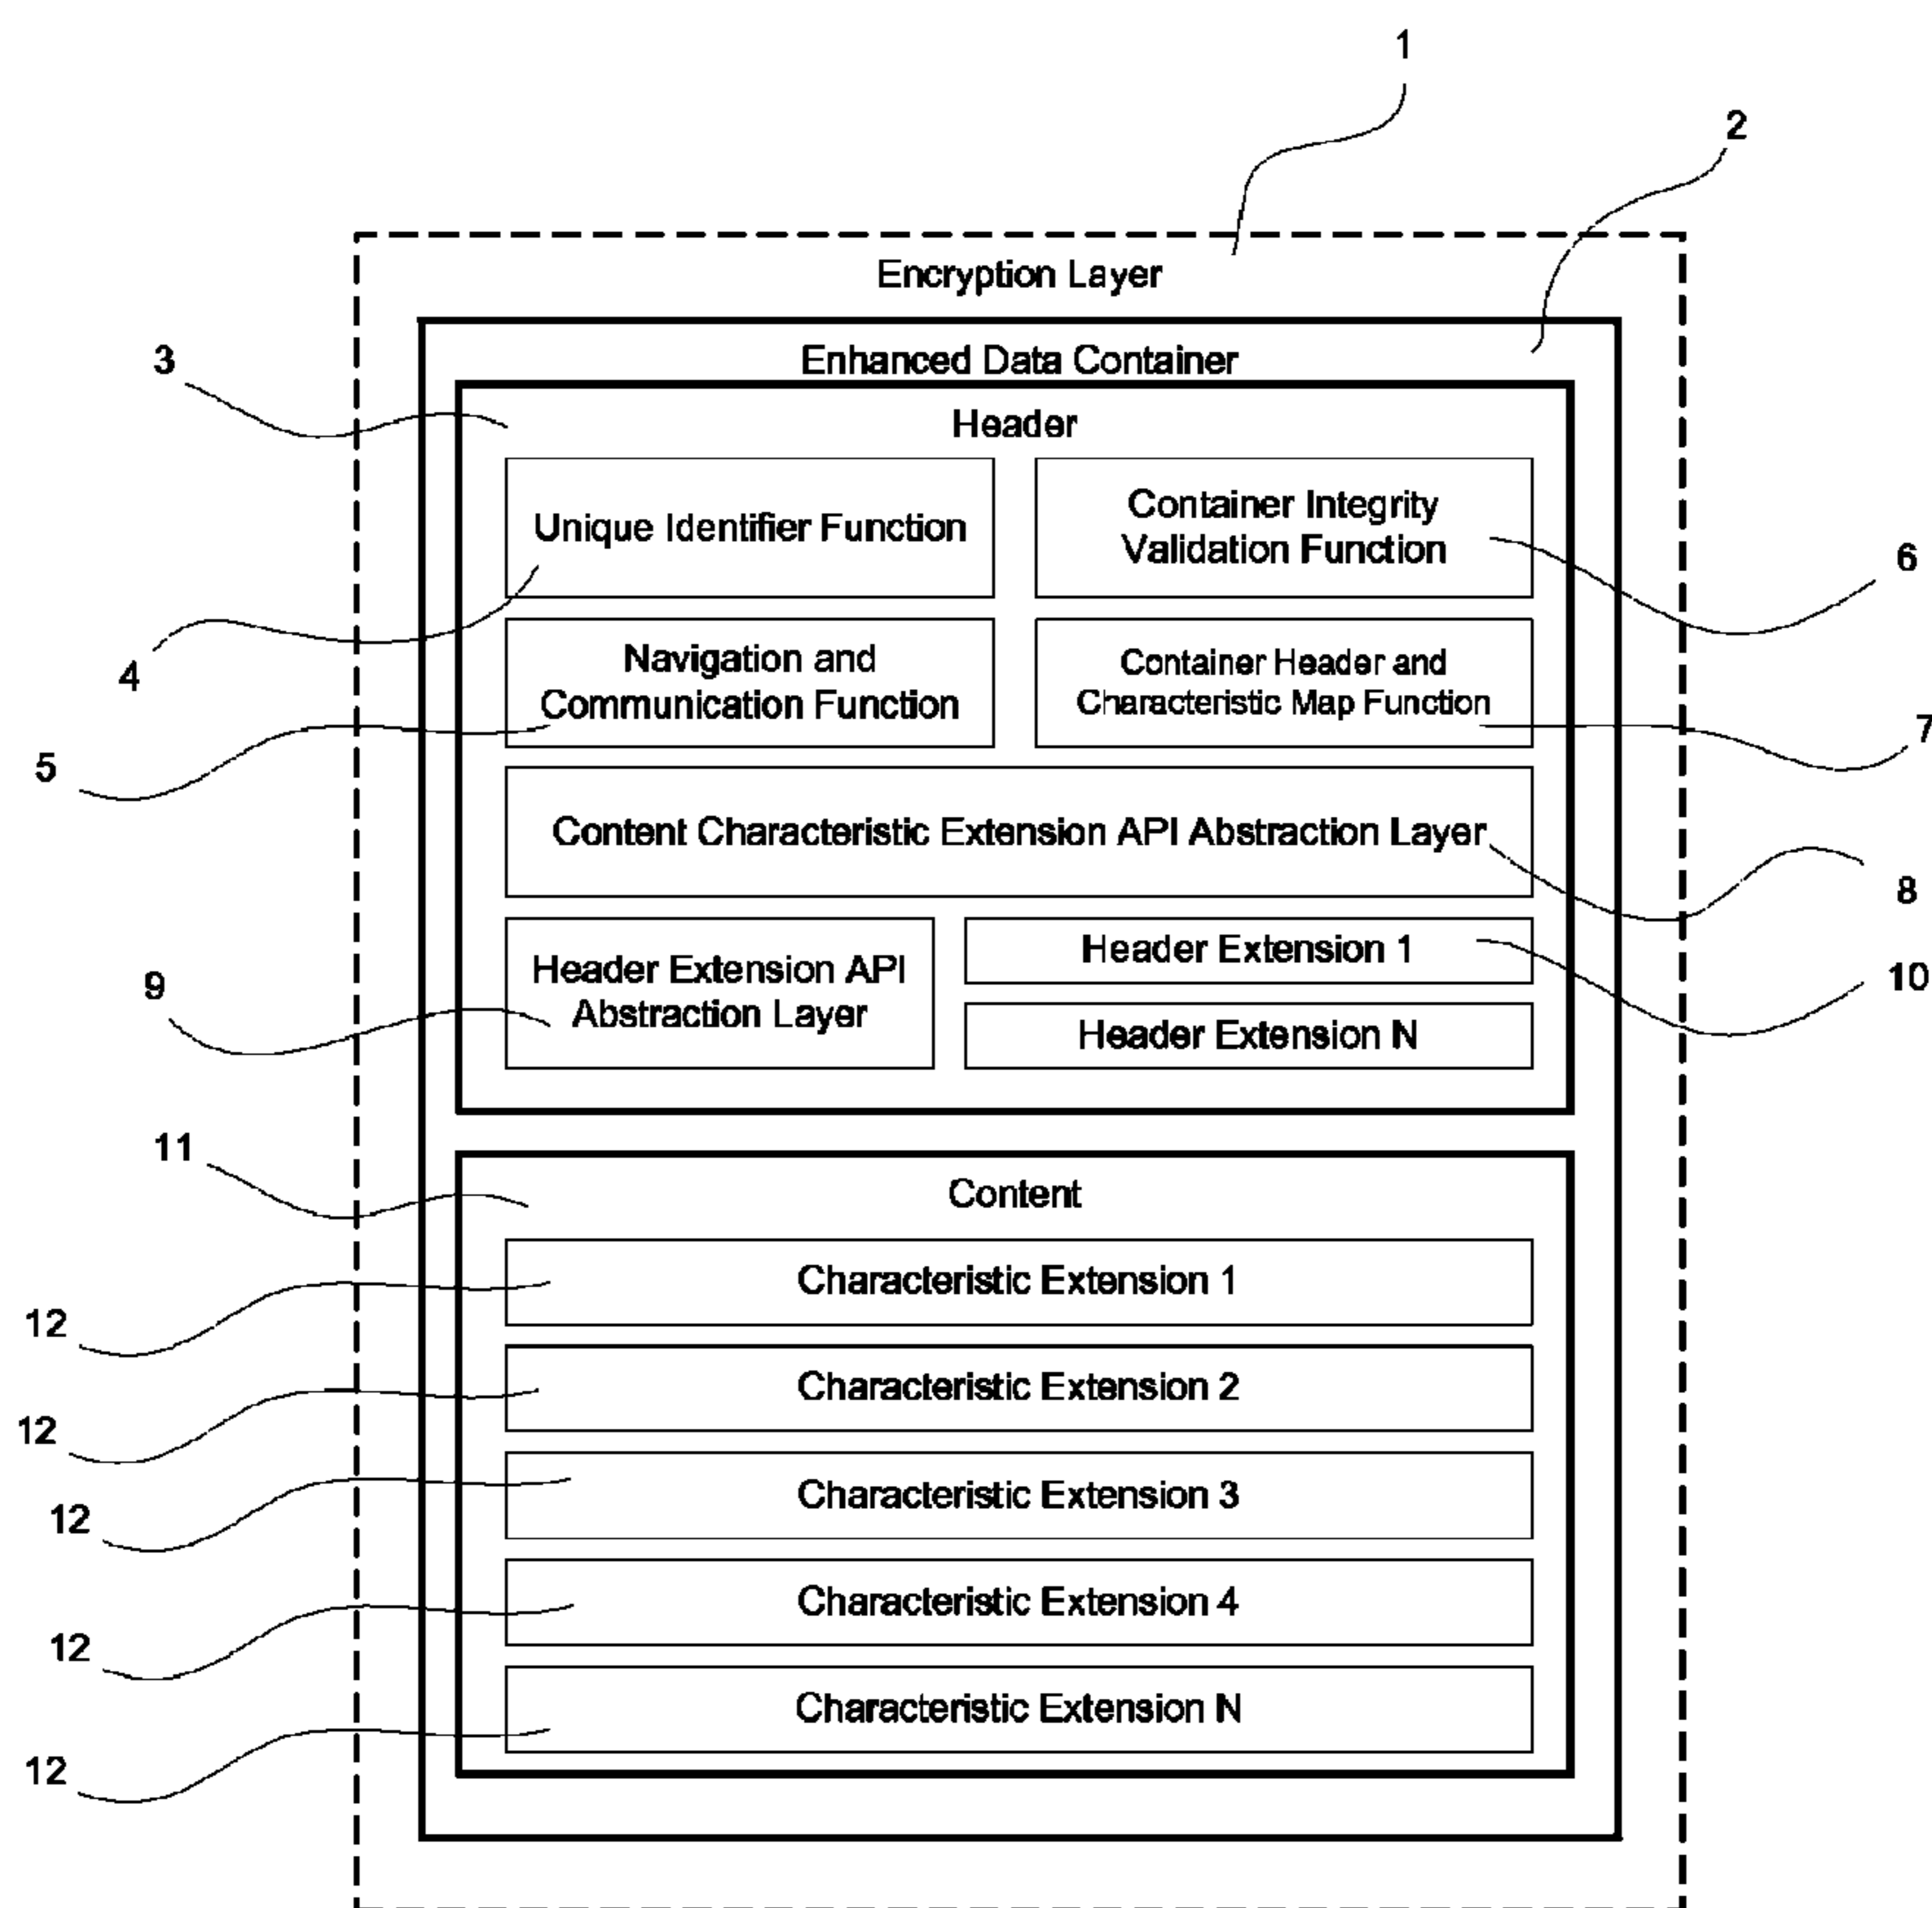 1
2
Encryption Layer
3
Enhanced Data Container
Header
Unique Identifier Function
Container Integrity
Validation Function
6
4
Navigation and
Communication Function
Container Header and
Characteristic Map Function
7
5
Content Characteristic Extension API Abstraction Layer
8
9
Header Extension API
Abstraction Layer
Header Extension 1
10
Header Extension N
11
Content
Characteristic Extension 1
12
Characteristic Extension 2
12
Characteristic Extension 3
12
Characteristic Extension 4
12
Characteristic Extension N
12